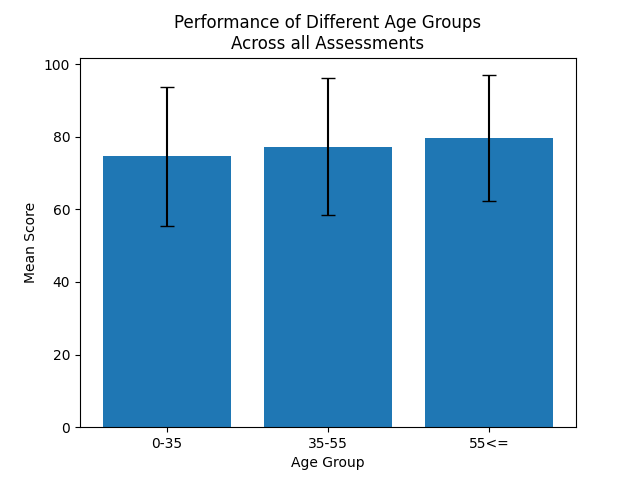 Performance of Different Age Groups
Across all Assessments
100
80
60
40
20
0
Mean Score
0-35
35-55
55<=
Age Group